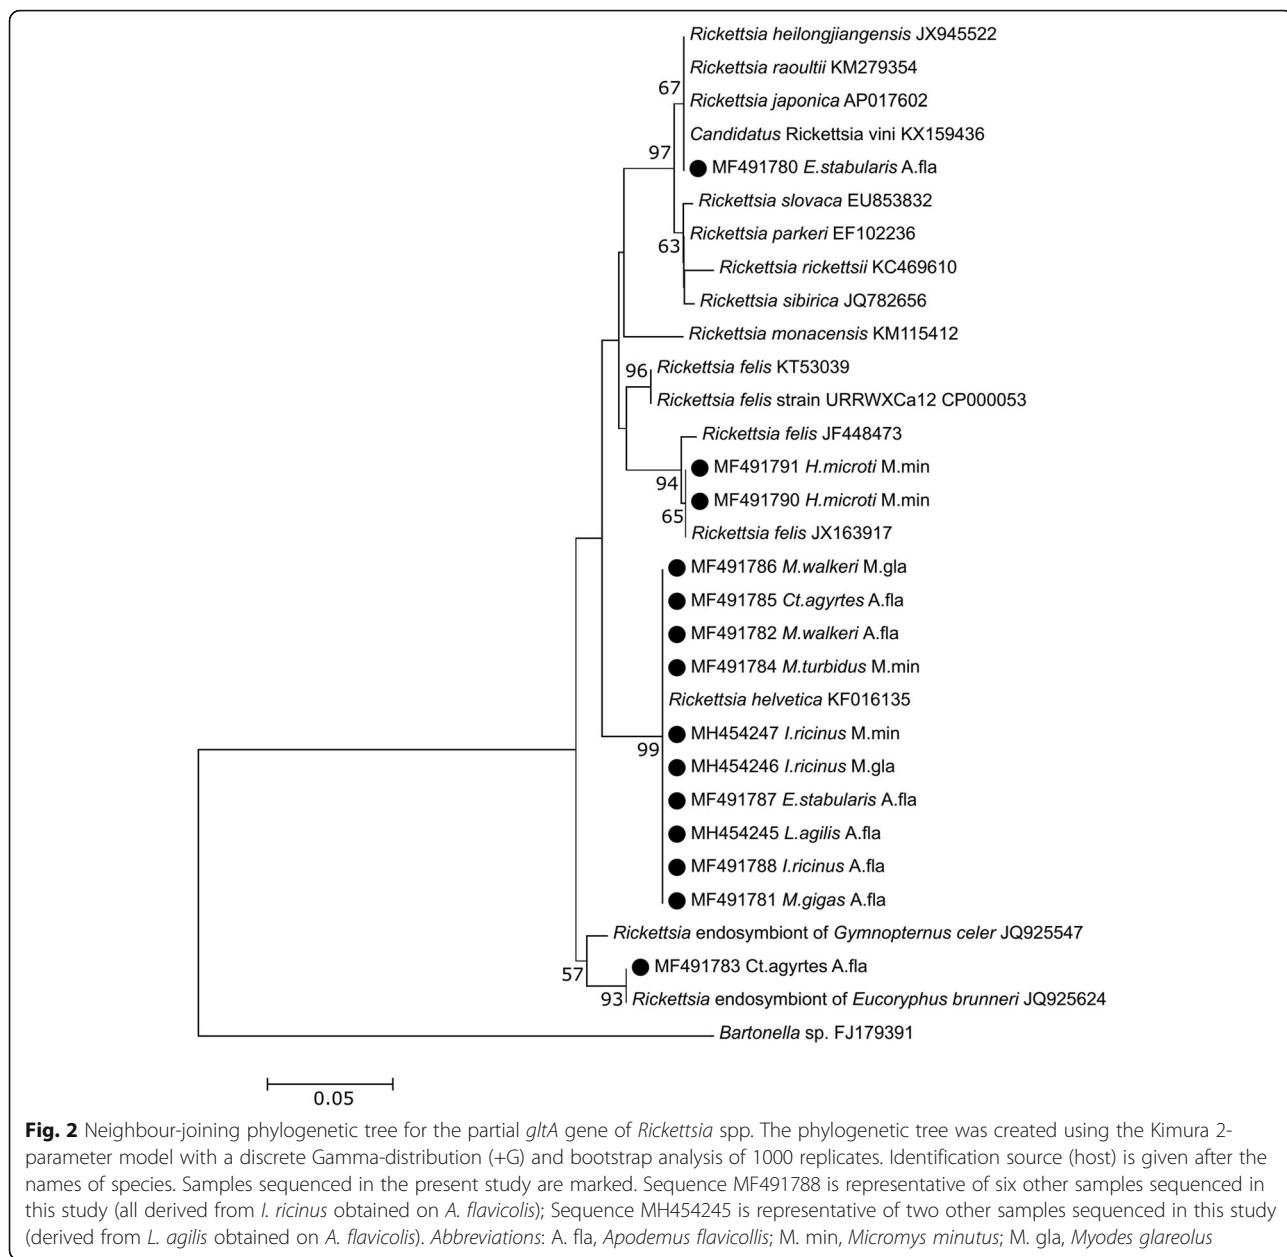 Rickettsia heilongjiangensis JX945522
Rickettsia raoultii KM279354
67
Rickettsia japonica AP017602
Candidatus Rickettsia vini KX159436
97
MF491780 E.stabularis A.fla
Rickettsia slovaca EU853832
Rickettsia parkeri EF102236
63
Rickettsia rickettsii KC469610
Rickettsia sibirica JQ782656
Rickettsia monacensis KM115412
96 Rickettsia felis KT53039
Rickettsia felis strain URRWXCa12 CP000053
Rickettsia felis JF448473
MF491791 H.microti M.min
94
MF491790 H.microti M.min
65
Rickettsia felis JX163917
MF491786 M.walkeri M.gla
MF491785 Ct.agyrtes A.fla
MF491782 M.walkeri A.fla
MF491784 M.turbidus M.min
Rickettsia helvetica KF016135
MH454247 I.ricinus M.min
99
MH454246 I.ricinus M.gla
MF491787 E.stabularis A.fla
MH454245 L.agilis A.fla
MF491788 I.ricinus A.fla
MF491781 M.gigas A.fla
Rickettsia endosymbiont of Gymnopternus celer JQ925547
57
MF491783 Ct.agyrtes A.fla
93 Rickettsia endosymbiont of Eucoryphus brunneri JQ925624
Bartonella sp. FJ179391
0.05
Fig. 2 Neighbour-joining phylogenetic tree for the partial gltA gene of Rickettsia spp. The phylogenetic tree was created using the Kimura 2-
parameter model with a discrete Gamma-distribution (+G) and bootstrap analysis of 1000 replicates. Identification source (host) is given after the
names of species. Samples sequenced in the present study are marked. Sequence MF491788 is representative of six other samples sequenced in
this study (all derived from I. ricinus obtained on A. flavicolis); Sequence MH454245 is representative of two other samples sequenced in this study
(derived from L. agilis obtained on A. flavicolis). Abbreviations: A. fla, Apodemus flavicollis; M. min, Micromys minutus; M. gla, Myodes glareolus